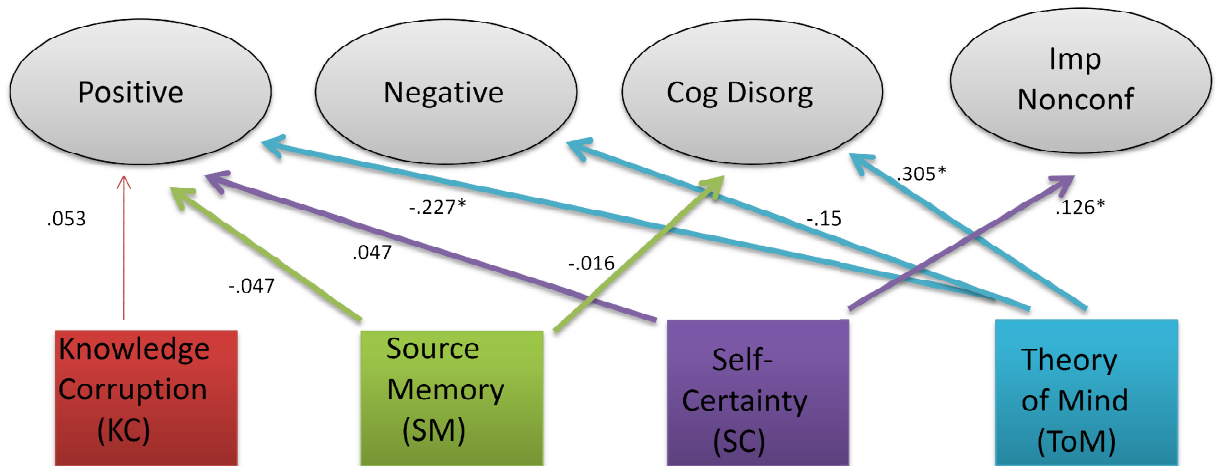 Positive
Negative
Cog Disorg
Imp
Nonconf
.053
-.047
.047
-.227*
-.016
-.15
.305*
.126*
Knowledge
Corruption
(KC)
Source
Memory
(SM)
Self-
Certainty
(SC)
Theory
of Mind
(ToM)